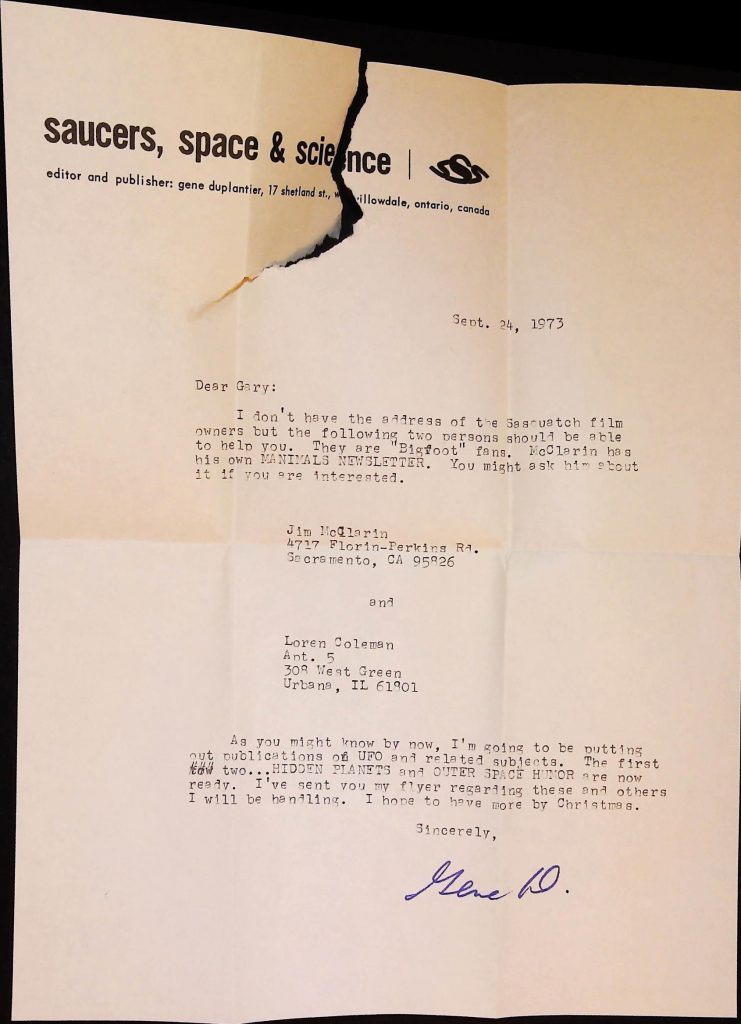 saucers, space & science
editor and publisher: gene duplantier, 17 shetland st., willowdale, ontario, canada
Sept. 24, 1973
Dear Gary:
I don't have the address of the Sasquatch film
owners but the following two persons should be able
to help you. They are "Bigfoot" fans. McClarin has
his own MANIMALS NEWSLETTER. You might ask him about
it if you are interested.
Jim McClarin
4717 Florin-Perkins Rd.
Sacramento, CA 95826
and
Loren Coleman
Apt. 5
308 West Green
Urbana, IL 61801
As you might know by now, I'm going to be putting
out publications of UFO and related subjects. The first
two...HIDDEN PLANETS and OUTER SPACE HUMOR are now
ready. I've sent you my flyer regarding these and others
I will be handling. I hope to have more by Christmas.
Sincerely,
Gene D.